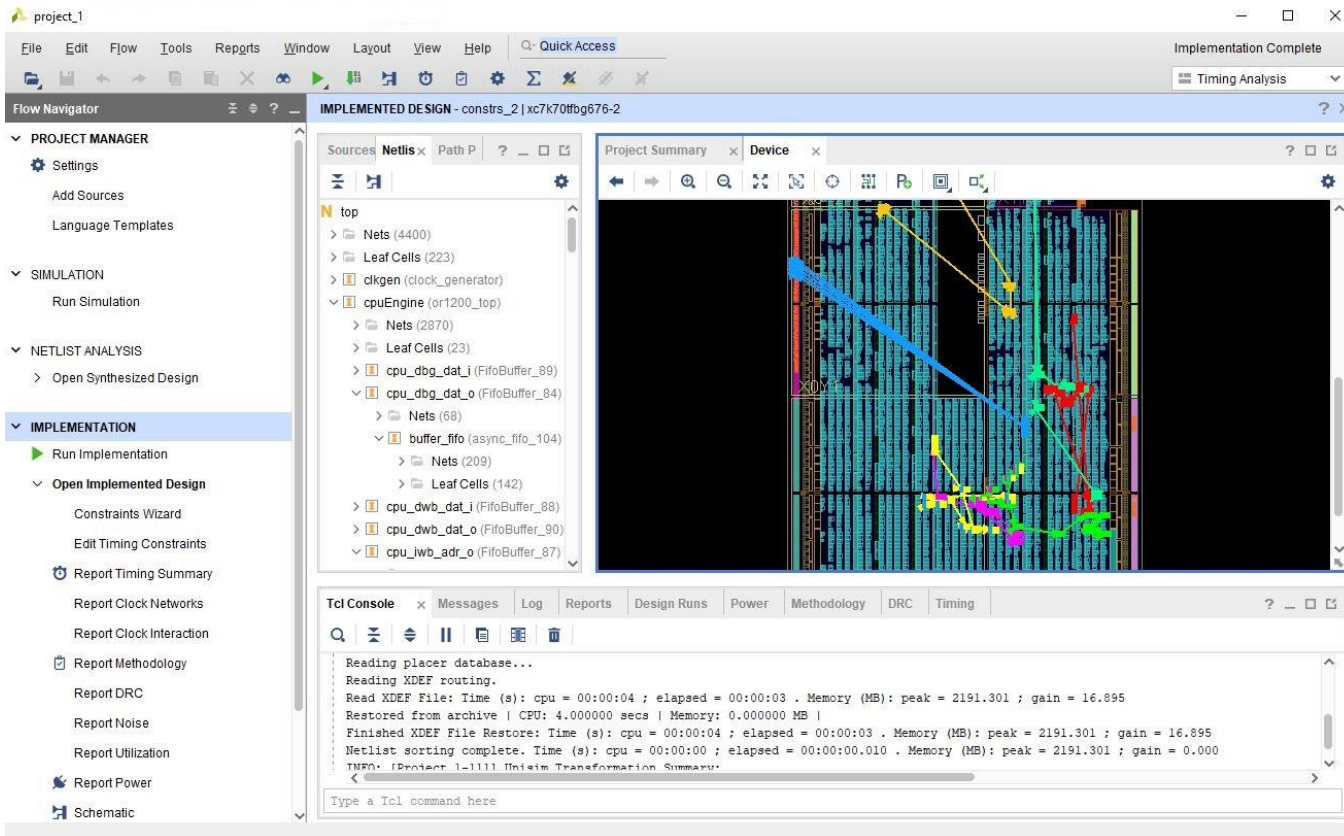 project_1
File Edit Flow Tools Reports Window Layout View Help Quick Access
Implementation Complete
Timing Analysis
Flow Navigator
IMPLEMENTED DESIGN - constrs_2 | xc7k70tfbg676-2
PROJECT MANAGER
Settings
Add Sources
Language Templates
SIMULATION
Run Simulation
NETLIST ANALYSIS
Open Synthesized Design
IMPLEMENTATION
Run Implementation
Open Implemented Design
Constraints Wizard
Edit Timing Constraints
Report Timing Summary
Report Clock Networks
Report Clock Interaction
Report Methodology
Report DRC
Report Noise
Report Utilization
Report Power
Schematic
Sources Netlis Path P
N top
Nets (4400)
Leaf Cells (223)
clkgen (clock_generator)
cpuEngine (or1200_top)
Nets (2870)
Leaf Cells (23)
cpu_dbg_dat_i (FifoBuffer_89)
cpu_dbg_dat_o (FifoBuffer_84)
Nets (68)
buffer_fifo (async_fifo_104)
Nets (209)
Leaf Cells (142)
cpu_dwb_dat_i (FifoBuffer_88)
cpu_dwb_dat_o (FifoBuffer_90)
cpu_iwb_adr_o (FifoBuffer_87)
Project Summary Device
Tcl Console Messages Log Reports Design Runs Power Methodology DRC Timing
Reading placer database...
Reading XDEF routing.
Read XDEF File: Time (s): cpu = 00:00:04 ; elapsed = 00:00:03 . Memory (MB): peak = 2191.301 ; gain = 16.895
Restored from archive | CPU: 4.000000 secs | Memory: 0.000000 MB |
Finished XDEF File Restore: Time (s): cpu = 00:00:04 ; elapsed = 00:00:03 . Memory (MB): peak = 2191.301 ; gain = 16.895
Netlist sorting complete. Time (s): cpu = 00:00:00 ; elapsed = 00:00:00.010 . Memory (MB): peak = 2191.301 ; gain = 0.000
INFO: [Project 1-111] Unisim Transformation Summary:
Type a Tcl command here